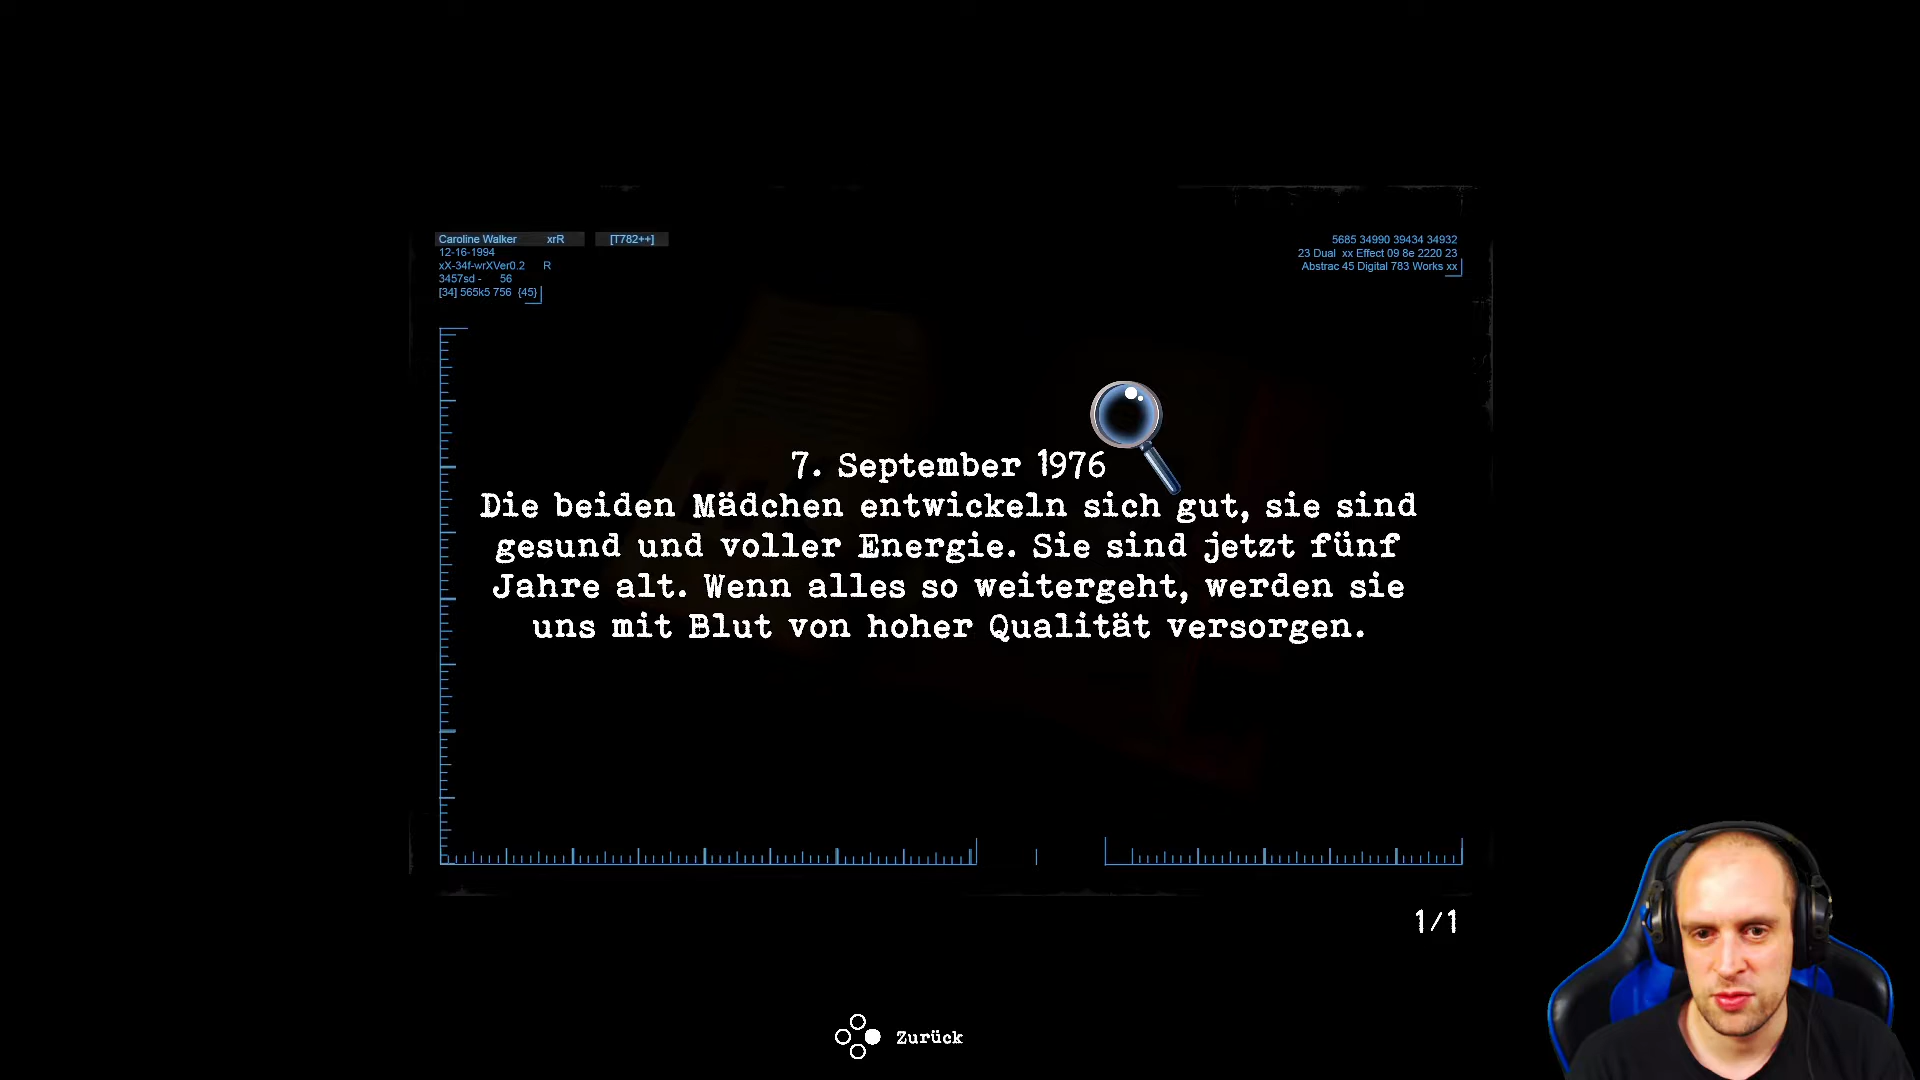 Caroline Walker xrR [T782++]
12-16-1994
xX-34f-wrXVer0.2 R
3457sd - 56
[34] 565k5 756 {45}
5685 34990 39434 34932
23 Dual xx Effect 09 8e 2220 23
Abstrac 45 Digital 783 Works xx
7. September 1976
Die beiden Mädchen entwickeln sich gut, sie sind
gesund und voller Energie. Sie sind jetzt fünf
Jahre alt. Wenn alles so weitergeht, werden sie
uns mit Blut von hoher Qualität versorgen.
1/1
Zurück